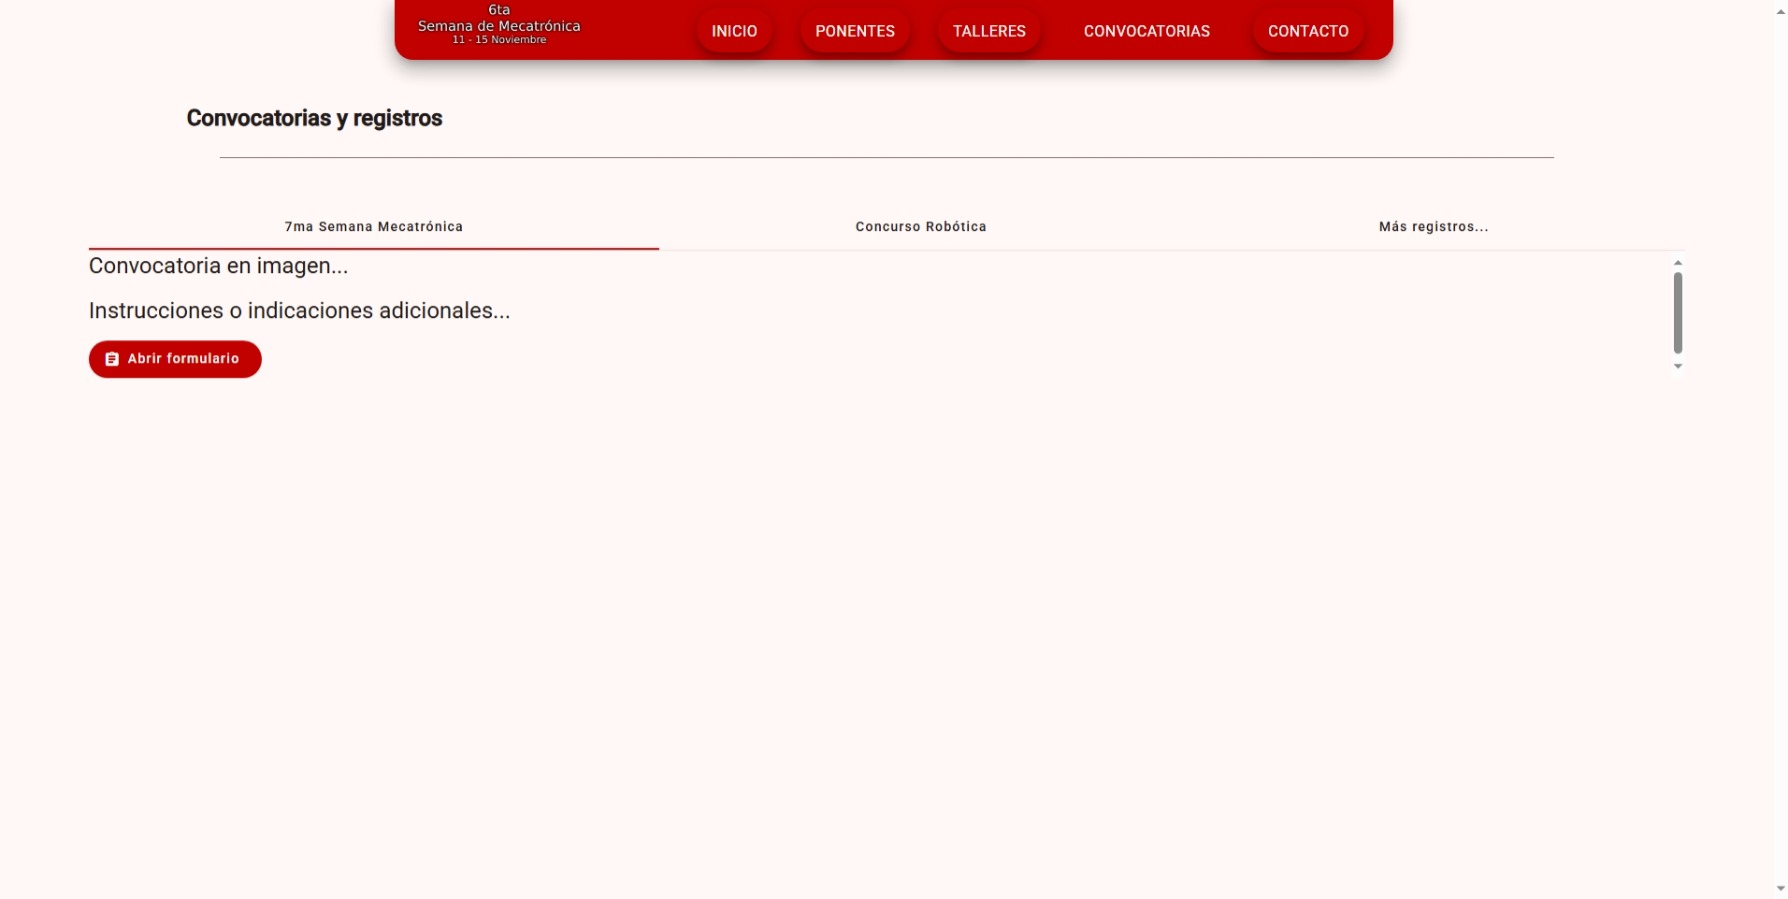 6ta
Semana de Mecatrónica
11 - 15 Noviembre
INICIO PONENTES TALLERES CONVOCATORIAS CONTACTO
Convocatorias y registros
7ma Semana Mecatrónica Concurso Robótica Más registros...
Convocatoria en imagen...
Instrucciones o indicaciones adicionales...
Abrir formulario